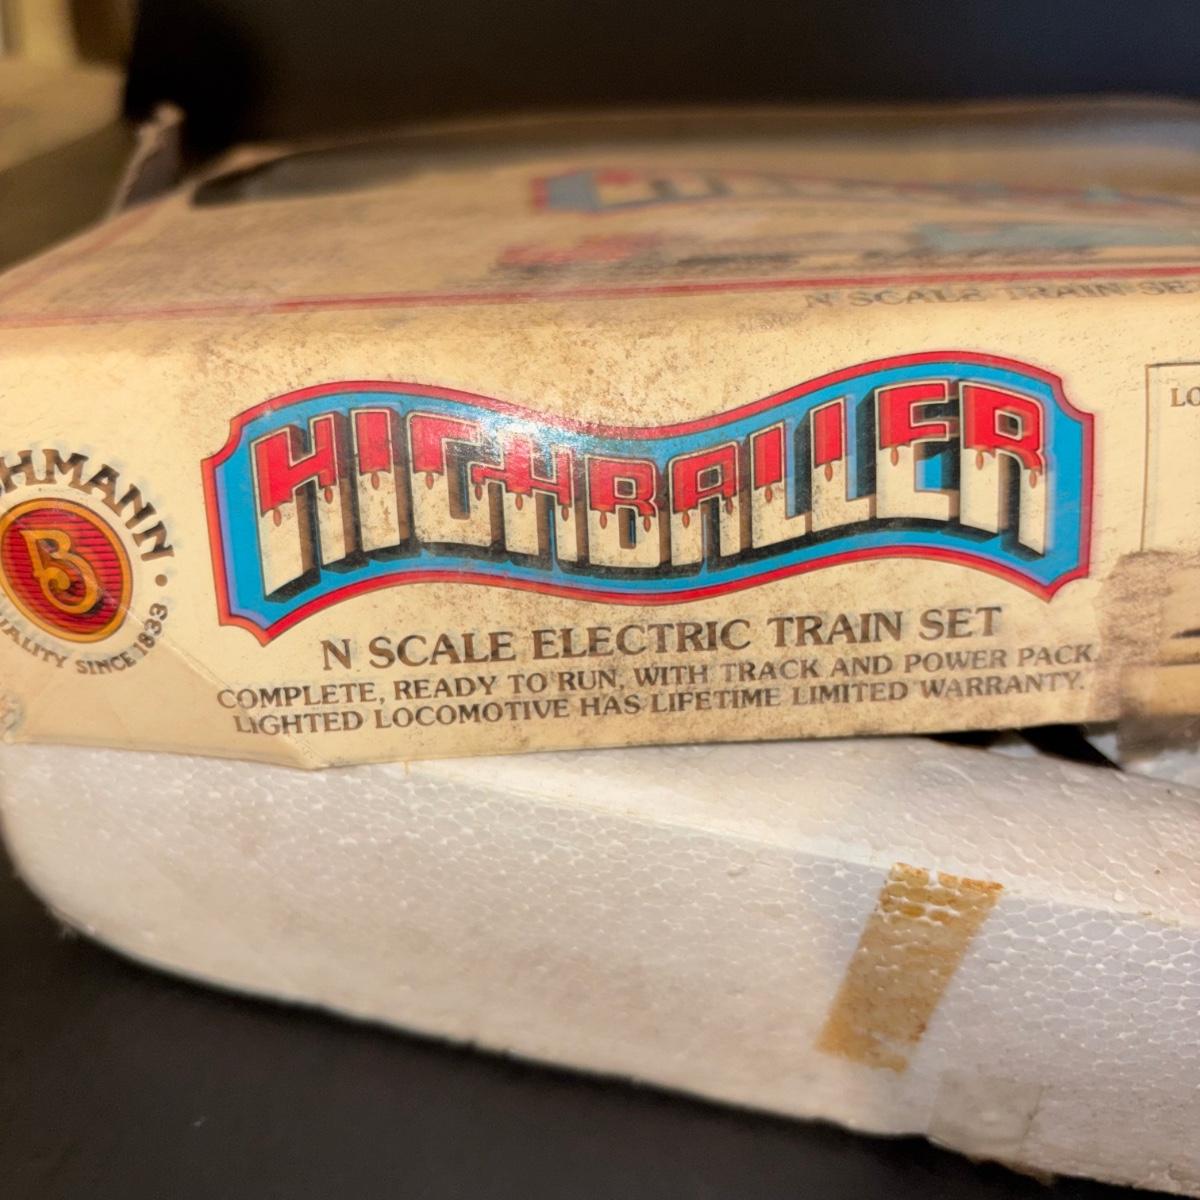 N SCALE TRAIN SET
LO
HMANN
B
QUALITY SINCE 1833
HIGHBALLER
N SCALE ELECTRIC TRAIN SET
COMPLETE, READY TO RUN, WITH TRACK AND POWER PACK.
LIGHTED LOCOMOTIVE HAS LIFETIME LIMITED WARRANTY.